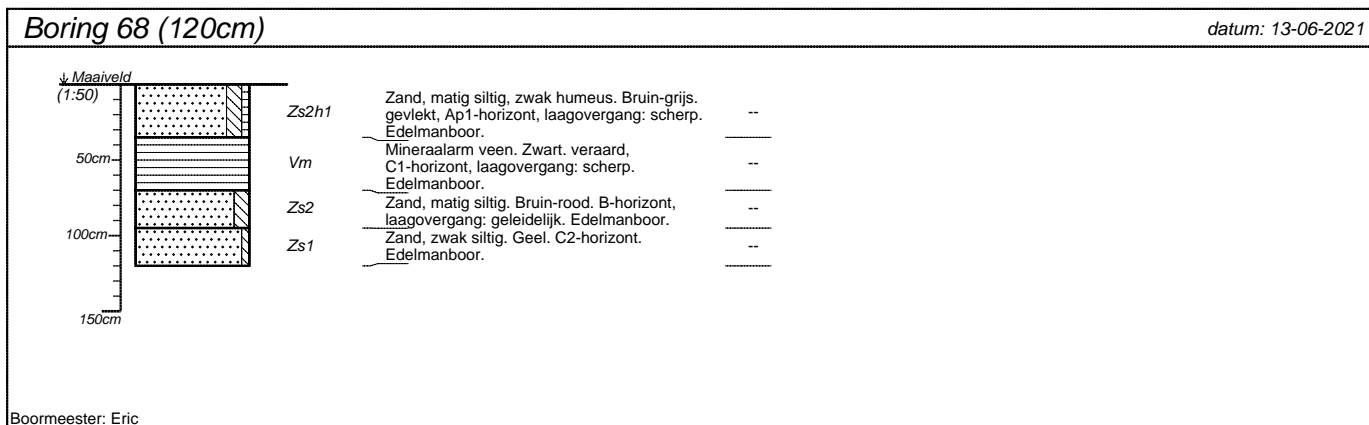 Boring 68 (120cm)
datum: 13-06-2021
Maaiveld
(1:50)
50cm
100cm
150cm
Zs2h1
Zand, matig siltig, zwak humeus. Bruin-grijs.
gevlekt, Ap1-horizont, laagovergang: scherp.
Edelmanboor.
--
Vm
Mineraalarm veen. Zwart. veraard,
C1-horizont, laagovergang: scherp.
Edelmanboor.
--
Zs2
Zand, matig siltig. Bruin-rood. B-horizont,
laagovergang: geleidelijk. Edelmanboor.
--
Zs1
Zand, zwak siltig. Geel. C2-horizont.
Edelmanboor.
--
Boormeester: Eric